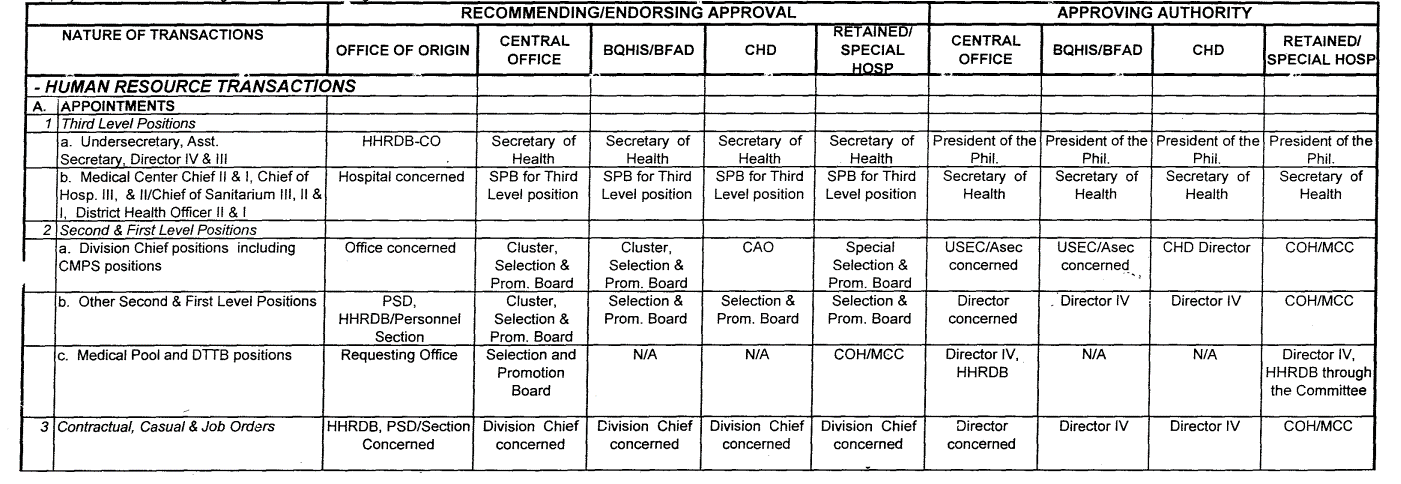 RECOMMENDING/ENDORSING APPROVAL APPROVING AUTHORITY
NATURE OF TRANSACTIONS OFFICE OF ORIGIN CENTRAL OFFICE BQHIS/BFAD CHD RETAINED/ SPECIAL HOSP CENTRAL OFFICE BQHIS/BFAD CHD RETAINED/ SPECIAL HOSP
- HUMAN RESOURCE TRANSACTIONS
A. APPOINTMENTS
1 Third Level Positions
a. Undersecretary, Asst. HHRDB-CO Secretary of Secretary of Secretary of Secretary of President of the President of the President of the President of the
Secretary, Director IV & III Health Health Health Health Phil. Phil. Phil. Phil.
b. Medical Center Chief II & I, Chief of Hospital concerned SPB for Third SPB for Third SPB for Third SPB for Third Secretary of Secretary of Secretary of Secretary of
Hosp. III, & II/Chief of Sanitarium III, II & Level position Level position Level position Level position Health Health Health Health
I, District Health Officer II & I
2 Second & First Level Positions
a. Division Chief positions including Office concerned Cluster, Cluster, CAO Special USEC/Asec USEC/Asec CHD Director COH/MCC
CMPS positions Selection & Selection & Selection & concerned concerned
Prom. Board Prom. Board Prom. Board
b. Other Second & First Level Positions PSD, Cluster, Selection & Selection & Selection & Director Director IV Director IV COH/MCC
HHRDB/Personnel Selection & Prom. Board Prom. Board Prom. Board concerned
Section Prom. Board
c. Medical Pool and DTTB positions Requesting Office Selection and N/A N/A COH/MCC Director IV, N/A N/A Director IV,
Promotion HHRDB HHRDB through
Board the Committee
3 Contractual, Casual & Job Orders HHRDB, PSD/Section Division Chief Division Chief Division Chief Division Chief Director Director IV Director IV COH/MCC
Concerned concerned concerned concerned concerned concerned